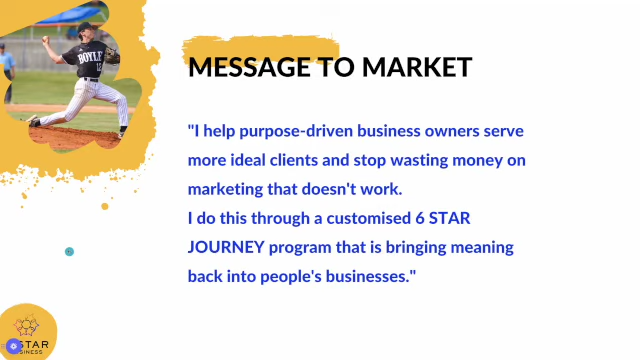 BOYLE
MESSAGE TO MARKET
"I help purpose-driven business owners serve
more ideal clients and stop wasting money on
marketing that doesn't work.
I do this through a customised 6 STAR
JOURNEY program that is bringing meaning
back into people's businesses."
STAR